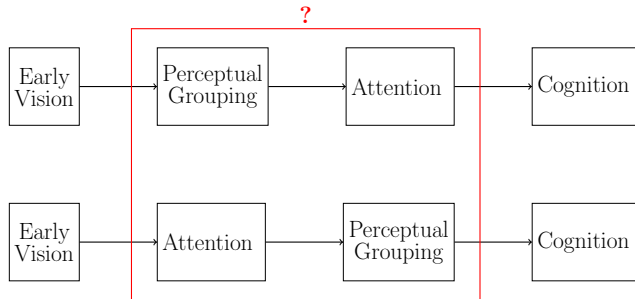 ?
Early
Vision
Perceptual
Grouping
Attention
Cognition
Early
Vision
Attention
Perceptual
Grouping
Cognition